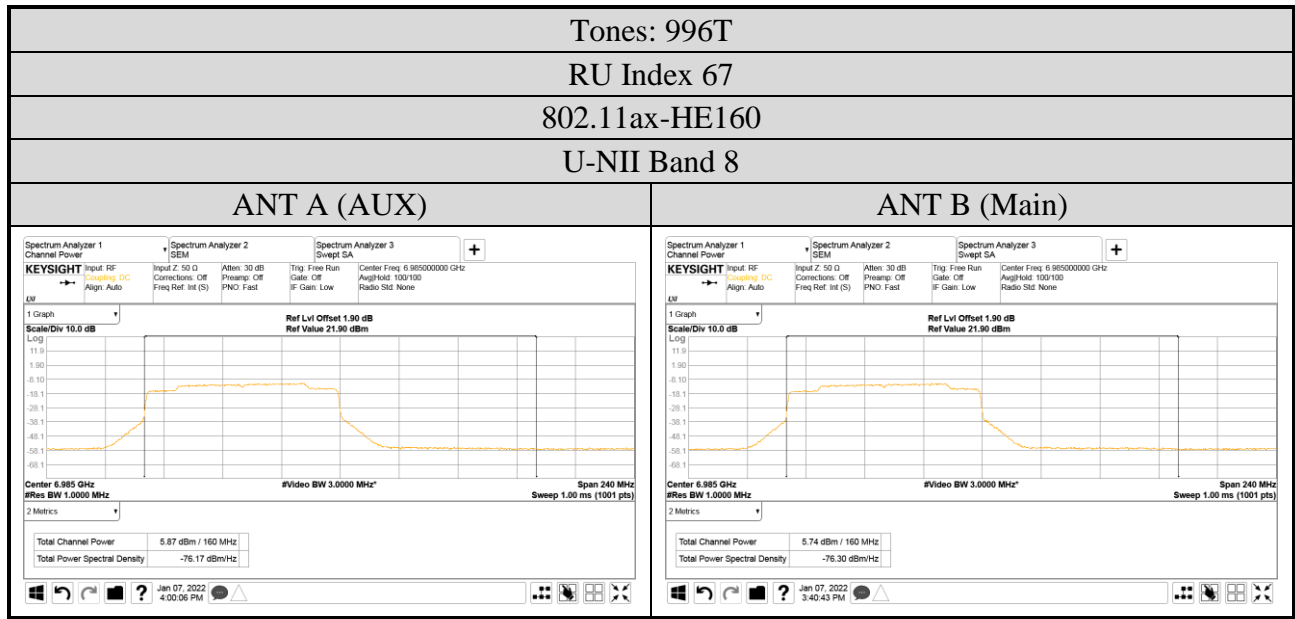 Tones: 996T
RU Index 67
802.11ax-HE160
U-NII Band 8
ANT A (AUX)
ANT B (Main)
Spectrum Analyzer 1
Channel Power
Spectrum Analyzer 2
SEM
Spectrum Analyzer 3
Swept SA
+
KEYSIGHT
Input: RF
Coupling: DC
Align: Auto
Input Z: 50 Ω
Corrections: Off
Freq Ref: Int (S)
Atten: 30 dB
Preamp: Off
PNO: Fast
Trig: Free Run
Gate: Off
IF Gain: Low
Center Freq: 6.985000000 GHz
Avg|Hold: 100/100
Radio Std: None
LXI
1 Graph
Scale/Div 10.0 dB
Ref Lvl Offset 1.90 dB
Ref Value 21.90 dBm
Log
11.9
1.90
-8.10
-18.1
-28.1
-38.1
-48.1
-58.1
-68.1
Center 6.985 GHz
#Res BW 1.0000 MHz
#Video BW 3.0000 MHz*
Span 240 MHz
Sweep 1.00 ms (1001 pts)
2 Metrics
Total Channel Power 5.87 dBm / 160 MHz
Total Power Spectral Density -76.17 dBm/Hz
?
Jan 07, 2022
4:00:06 PM
Spectrum Analyzer 1
Channel Power
Spectrum Analyzer 2
SEM
Spectrum Analyzer 3
Swept SA
+
KEYSIGHT
Input: RF
Coupling: DC
Align: Auto
Input Z: 50 Ω
Corrections: Off
Freq Ref: Int (S)
Atten: 30 dB
Preamp: Off
PNO: Fast
Trig: Free Run
Gate: Off
IF Gain: Low
Center Freq: 6.985000000 GHz
Avg|Hold: 100/100
Radio Std: None
LXI
1 Graph
Scale/Div 10.0 dB
Ref Lvl Offset 1.90 dB
Ref Value 21.90 dBm
Log
11.9
1.90
-8.10
-18.1
-28.1
-38.1
-48.1
-58.1
-68.1
Center 6.985 GHz
#Res BW 1.0000 MHz
#Video BW 3.0000 MHz*
Span 240 MHz
Sweep 1.00 ms (1001 pts)
2 Metrics
Total Channel Power 5.74 dBm / 160 MHz
Total Power Spectral Density -76.30 dBm/Hz
?
Jan 07, 2022
3:40:43 PM